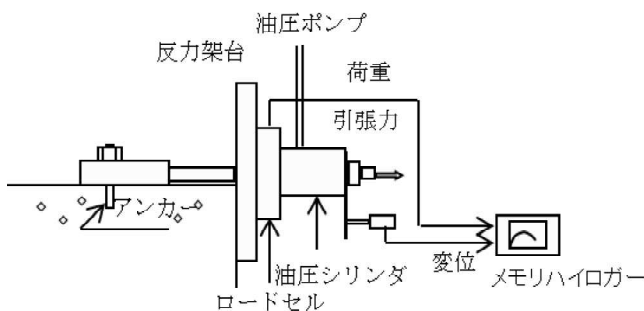 油圧ポンプ
反力架台
荷重
引張力
アンカー
油圧シリンダ
変位
メモリハイロガー
ロードセル